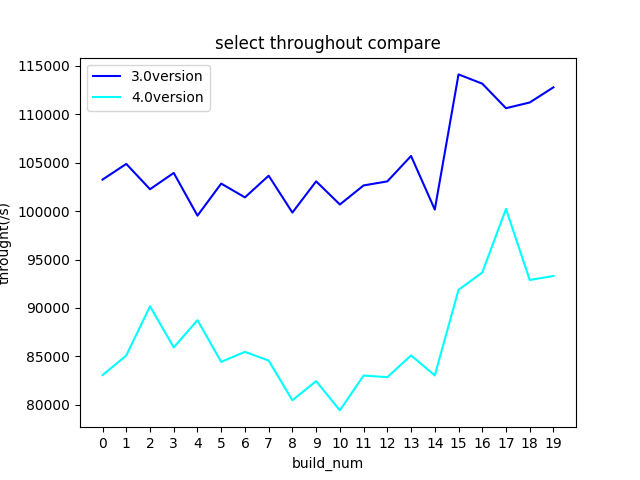 select throughout compare
3.0version
4.0version
throught(/s)
115000
110000
105000
100000
95000
90000
85000
80000
0 1 2 3 4 5 6 7 8 9 10 11 12 13 14 15 16 17 18 19
build_num